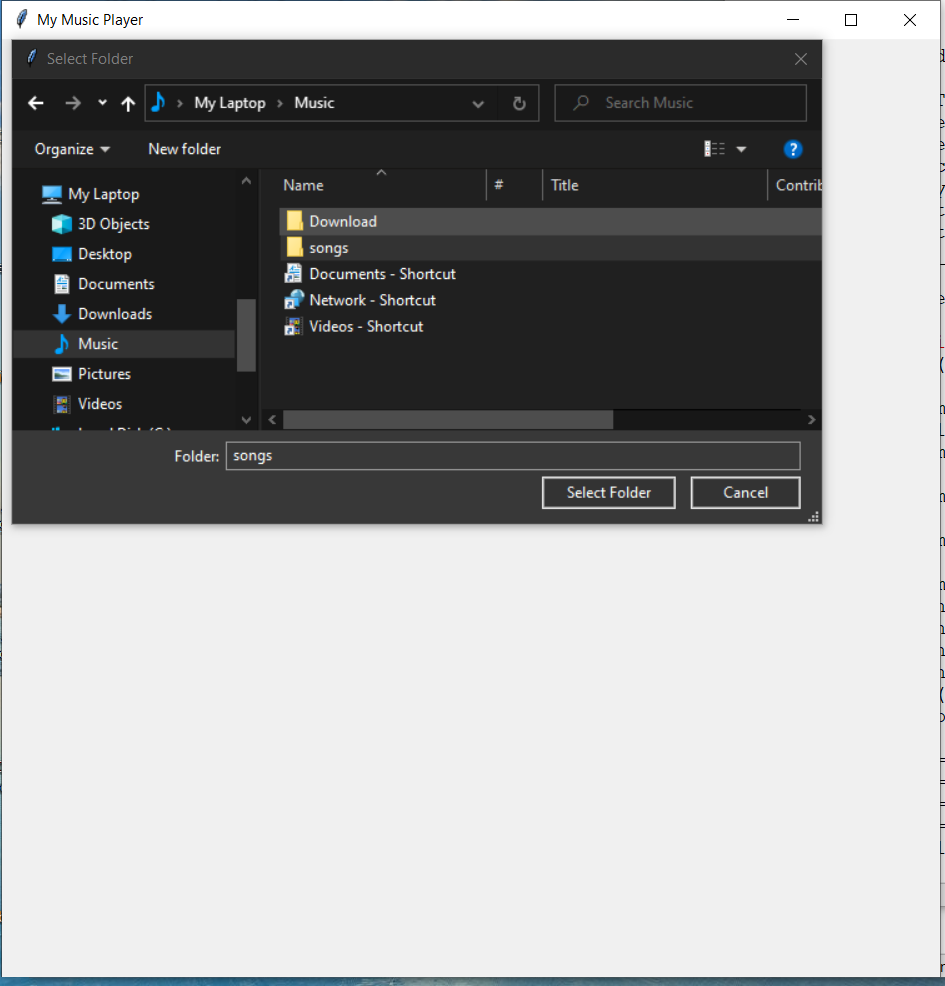 My Music Player
Select Folder
My Laptop Music
Search Music
Organize New folder
?
Name # Title Contrib
My Laptop
3D Objects
Desktop
Documents
Downloads
Music
Pictures
Videos
Download
songs
Documents - Shortcut
Network - Shortcut
Videos - Shortcut
Folder: songs
Select Folder Cancel